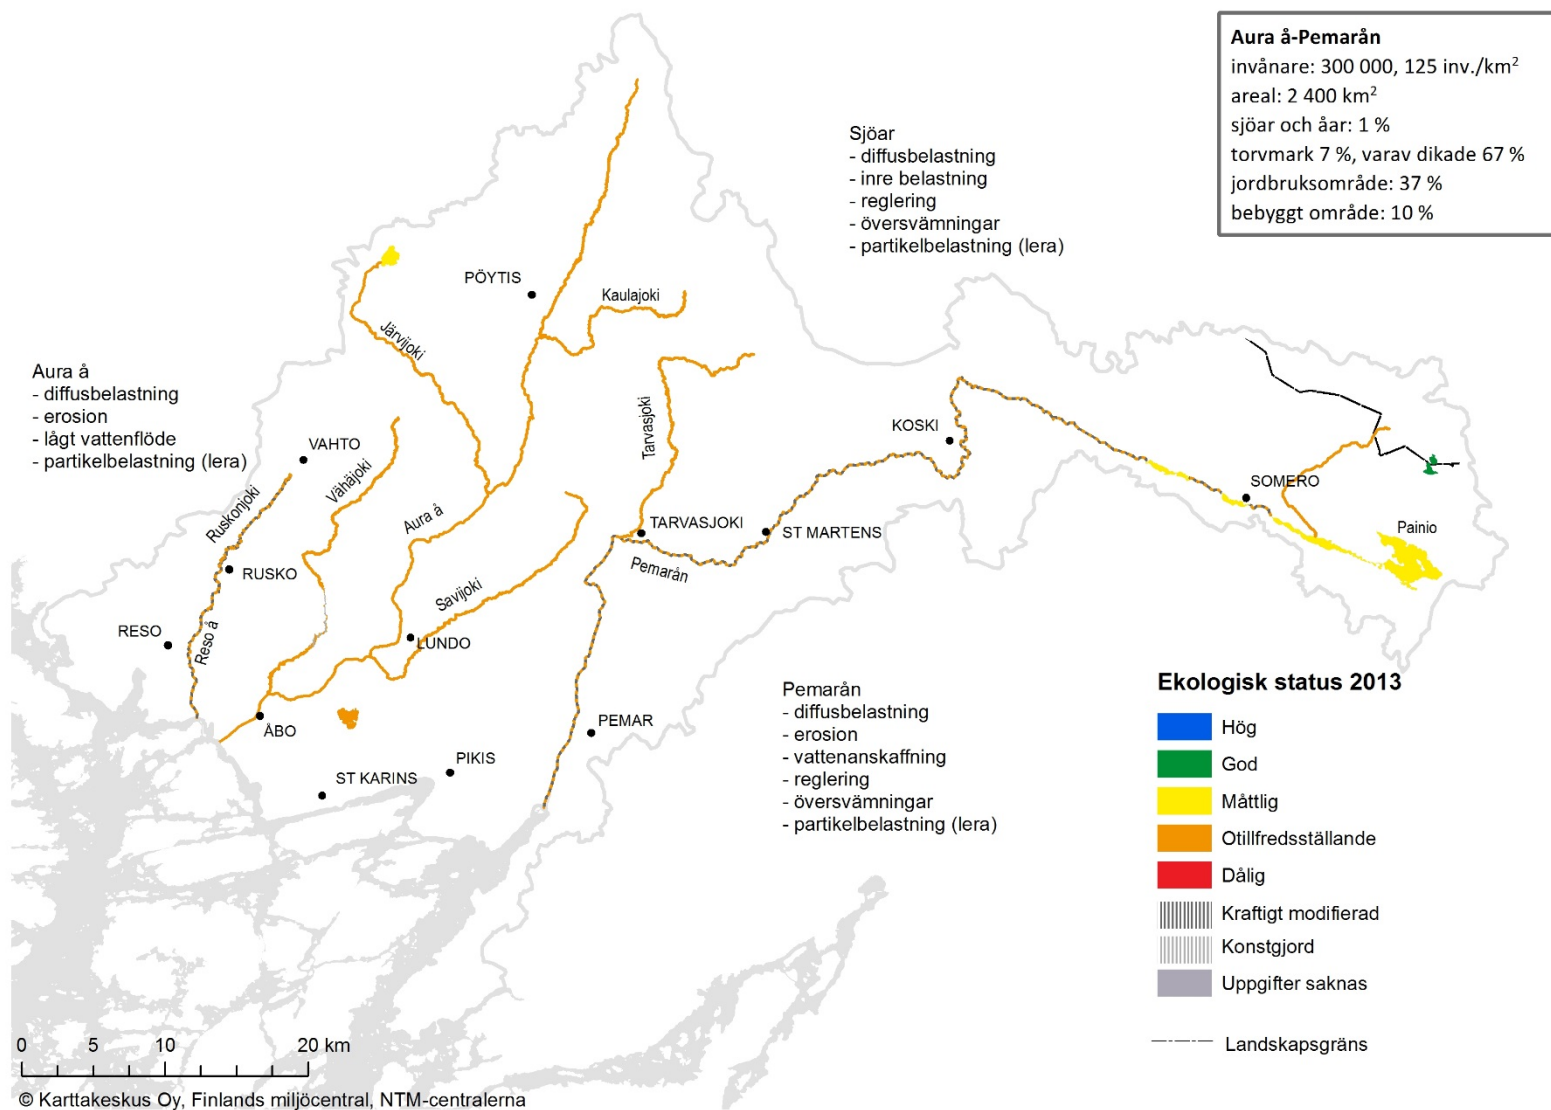 Aura å-Pemarån
invånare: 300 000, 125 inv./km²
areal: 2 400 km²
sjöar och åar: 1 %
torvmark 7 %, varav dikade 67 %
jordbruksområde: 37 %
bebyggt område: 10 %
Sjöar
- diffusbelastning
- inre belastning
- reglering
- översvämningar
- partikelbelastning (lera)
PÖYTIS
Kaulajoki
Järvijoki
Aura å
- diffusbelastning
- erosion
- lågt vattenflöde
- partikelbelastning (lera)
VAHTO
Vähäjoki
Ruskonjoki
Tarvasjoki
KOSKI
SOMERO
Painio
Aura å
TARVASJOKI
ST MARTENS
Pemarån
RUSKO
Savijoki
RESO
Reso å
LUNDO
ÅBO
PEMAR
PIKIS
ST KARINS
Pemarån
- diffusbelastning
- erosion
- vattenanskaffning
- reglering
- översvämningar
- partikelbelastning (lera)
Ekologisk status 2013
Hög
God
Måttlig
Otillfredsställande
Dålig
Kraftigt modifierad
Konstgjord
Uppgifter saknas
Landskapsgräns
0 5 10 20 km
© Karttakeskus Oy, Finlands miljöcentral, NTM-centralerna